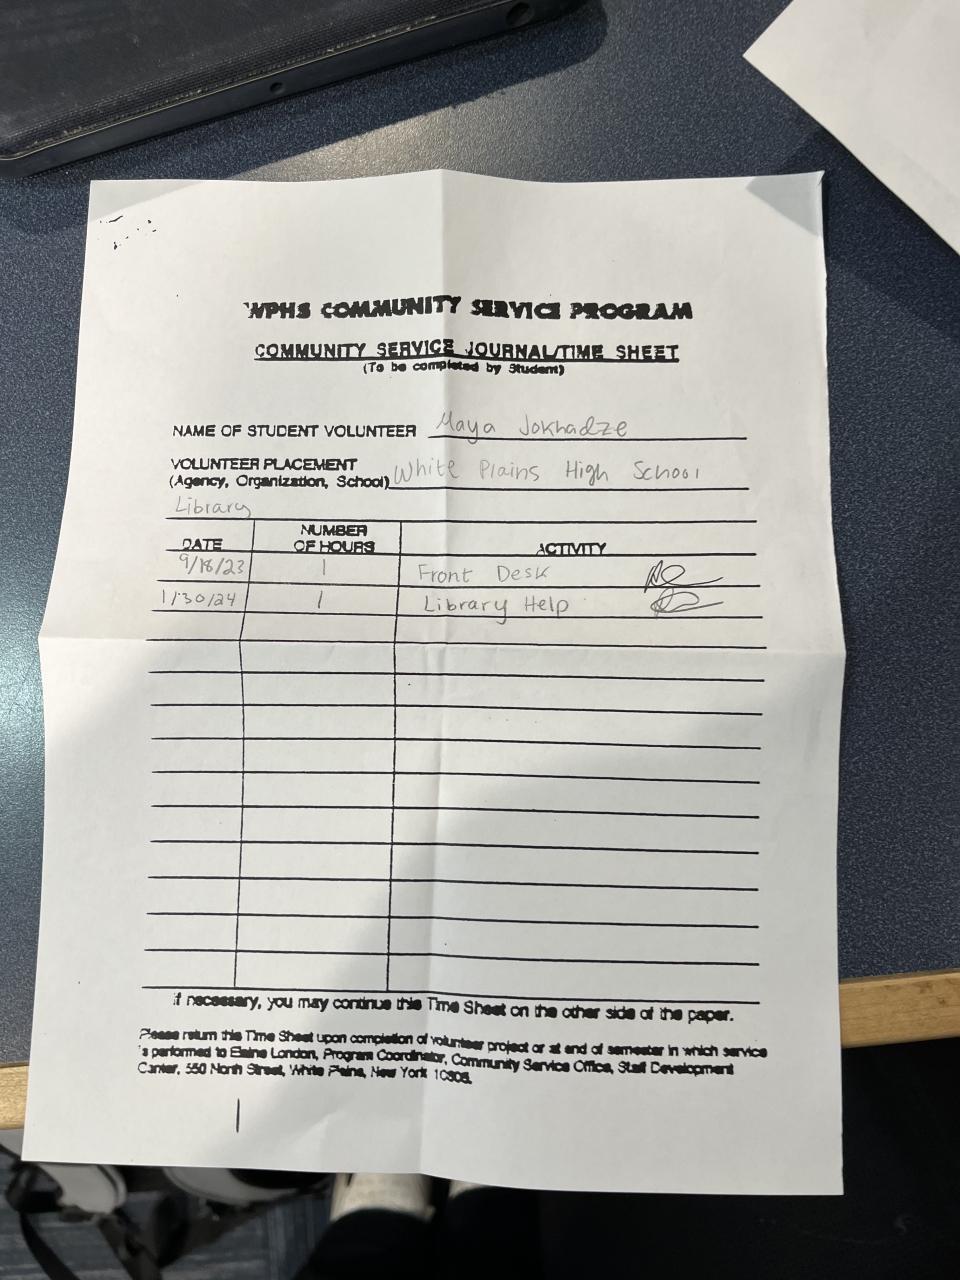 WPHS COMMUNITY SERVICE PROGRAM
COMMUNITY SERVICE JOURNAL/TIME SHEET
(To be completed by Student)
NAME OF STUDENT VOLUNTEER Maya Jokhadze
VOLUNTEER PLACEMENT
(Agency, Organization, School) White Plains High School
Library
DATE NUMBER OF HOURS ACTIVITY
9/18/23 1 Front Desk
1/30/24 1 Library Help
If necessary, you may continue this Time Sheet on the other side of the paper.
Please return this Time Sheet upon completion of volunteer project or at end of semester in which service
is performed to Elaine London, Program Coordinator, Community Service Office, Staff Development
Center, 550 North Street, White Plains, New York